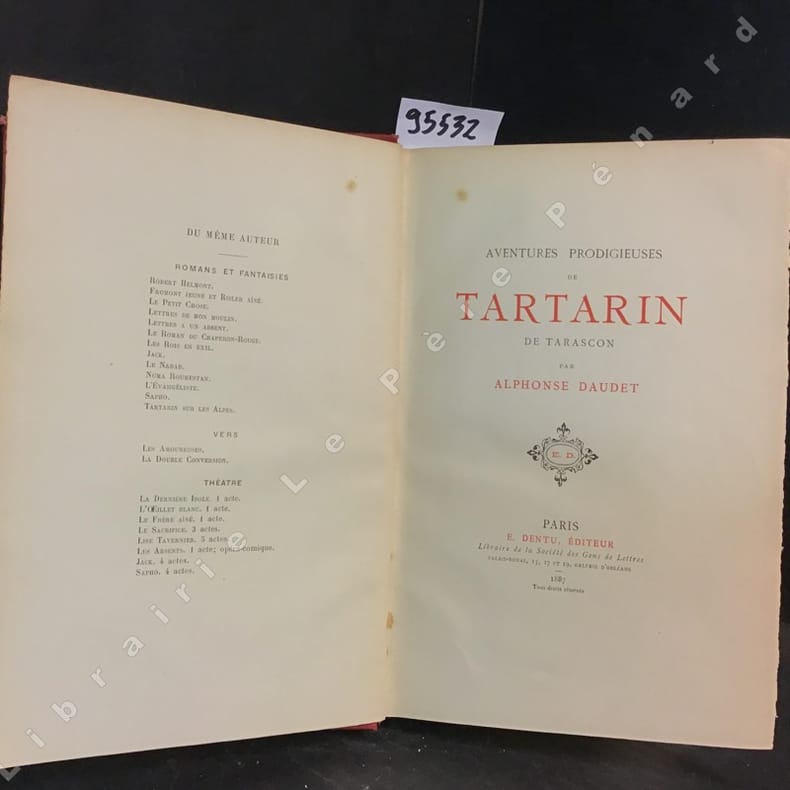 95532
DU MÊME AUTEUR
ROMANS ET FANTAISIES
ROBERT HELMONT.
FROMONT JEUNE ET RISLER AÎNÉ.
LE PETIT CHOSE.
LETTRES DE MON MOULIN.
LETTRES A UN ABSENT.
LE ROMAN DU CHAPERON-ROUGE.
LES ROIS EN EXIL.
JACK.
LE NABAB.
NUMA ROUMESTAN.
L'ÉVANGÉLISTE.
SAPHO.
TARTARIN SUR LES ALPES.
VERS
LES AMOUREUSES.
LA DOUBLE CONVERSION.
THÉATRE
LA DERNIÈRE IDOLE. 1 acte.
L'ŒILLET BLANC. 1 acte.
LE FRÈRE AÎNÉ. 1 acte.
LE SACRIFICE. 3 actes.
LISE TAVERNIER. 5 actes.
LES ABSENTS. 1 acte; opéra-comique.
JACK. 4 actes.
SAPHO. 4 actes.
AVENTURES PRODIGIEUSES
DE
TARTARIN
DE TARASCON
PAR
ALPHONSE DAUDET
E. D.
PARIS
E. DENTU, ÉDITEUR
Libraire de la Société des Gens de Lettres
PALAIS-ROYAL, 15, 17 ET 19, GALERIE D'ORLÉANS
1887
Tous droits réservés
Librairie Le Père Pénard